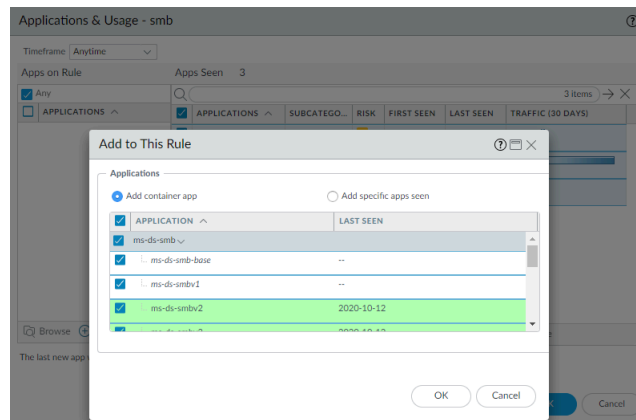 Applications & Usage - smb
Timeframe Anytime
Apps on Rule
Apps Seen 3
Any
3 items
APPLICATIONS
APPLICATIONS SUBCATEGO... RISK FIRST SEEN LAST SEEN TRAFFIC (30 DAYS)
Add to This Rule
Applications
Add container app
Add specific apps seen
APPLICATION LAST SEEN
ms-ds-smb
ms-ds-smb-base --
ms-ds-smbv1 --
ms-ds-smbv2 2020-10-12
Browse
The last new app
OK Cancel
Cancel